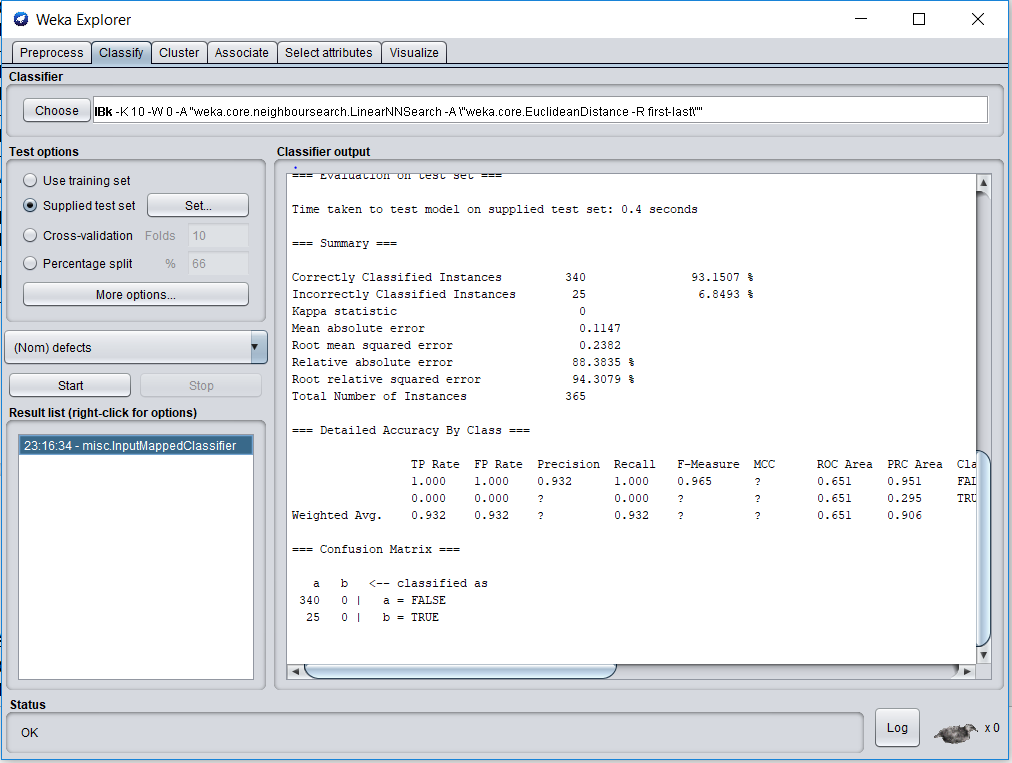 Weka Explorer
Preprocess Classify Cluster Associate Select attributes Visualize
Classifier
Choose IBk -K 10 -W 0 -A "weka.core.neighboursearch.LinearNNSearch -A \"weka.core.EuclideanDistance -R first-last\""
Test options
Use training set
Supplied test set Set...
Cross-validation Folds 10
Percentage split % 66
More options...
(Nom) defects
Start Stop
Result list (right-click for options)
23:16:34 - misc.InputMappedClassifier
Classifier output
=== Evaluation on test set ===
Time taken to test model on supplied test set: 0.4 seconds
=== Summary ===
Correctly Classified Instances 340 93.1507 %
Incorrectly Classified Instances 25 6.8493 %
Kappa statistic 0
Mean absolute error 0.1147
Root mean squared error 0.2382
Relative absolute error 88.3835 %
Root relative squared error 94.3079 %
Total Number of Instances 365
=== Detailed Accuracy By Class ===
TP Rate FP Rate Precision Recall F-Measure MCC ROC Area PRC Area Cla
1.000 1.000 0.932 1.000 0.965 ? 0.651 0.951 FAL
0.000 0.000 ? 0.000 ? ? 0.651 0.295 TRU
Weighted Avg. 0.932 0.932 ? 0.932 ? ? 0.651 0.906
=== Confusion Matrix ===
a b <-- classified as
340 0 | a = FALSE
25 0 | b = TRUE
Status
OK
Log
x 0